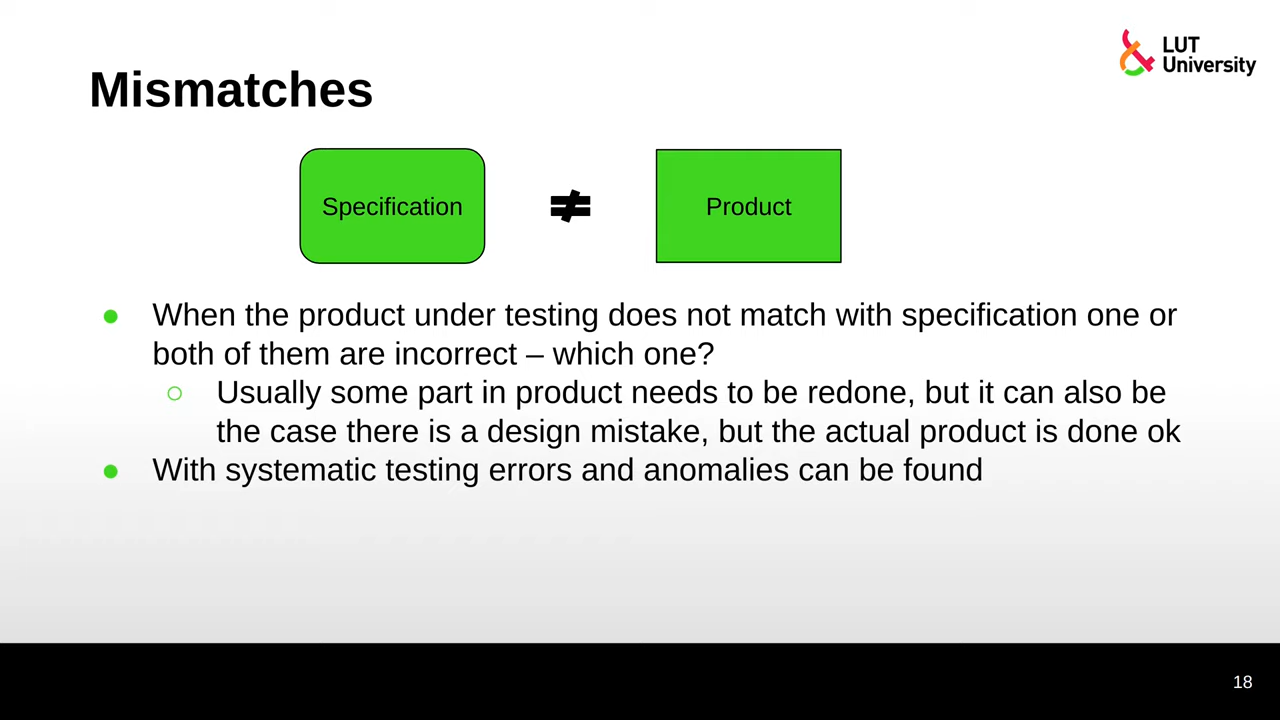 LUT
University
Mismatches
Specification ≠ Product
● When the product under testing does not match with specification one or
both of them are incorrect – which one?
○ Usually some part in product needs to be redone, but it can also be
the case there is a design mistake, but the actual product is done ok
● With systematic testing errors and anomalies can be found
18